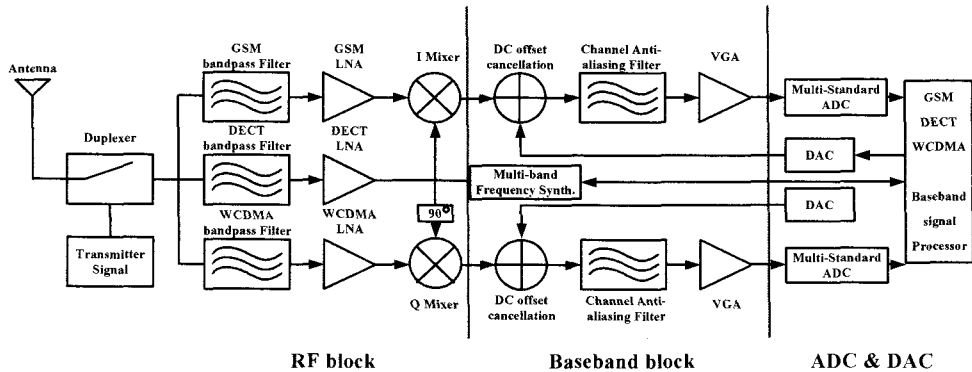 Antenna
Duplexer
Transmitter
Signal
GSM
bandpass Filter
GSM
LNA
DECT
bandpass Filter
DECT
LNA
WCDMA
bandpass Filter
WCDMA
LNA
I Mixer
90°
Q Mixer
DC offset
cancellation
Channel Anti-
aliasing Filter
VGA
Multi-band
Frequency Synth.
DC offset
cancellation
Channel Anti-
aliasing Filter
VGA
Multi-Standard
ADC
DAC
DAC
Multi-Standard
ADC
GSM
DECT
WCDMA
Baseband
signal
Processor
RF block
Baseband block
ADC & DAC